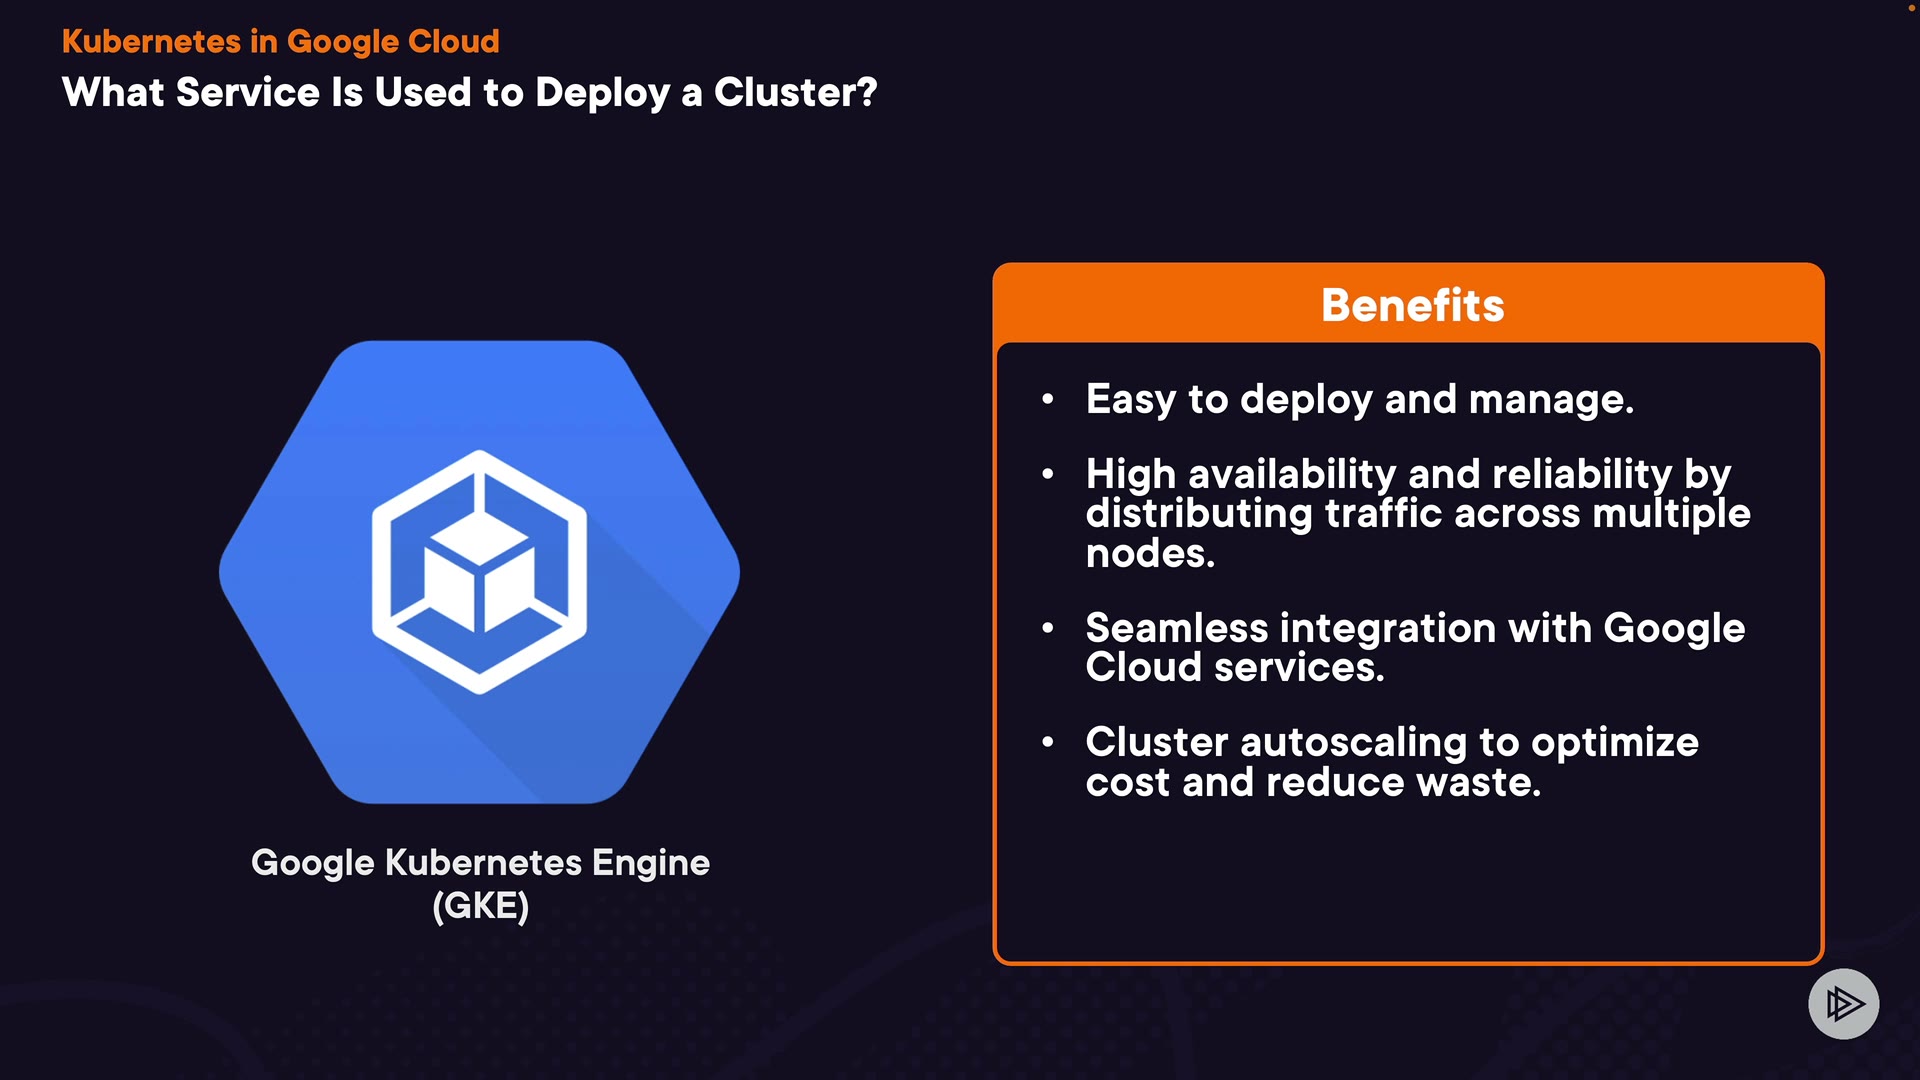 Kubernetes in Google Cloud
What Service Is Used to Deploy a Cluster?
Google Kubernetes Engine
(GKE)
Benefits
• Easy to deploy and manage.
• High availability and reliability by
distributing traffic across multiple
nodes.
• Seamless integration with Google
Cloud services.
• Cluster autoscaling to optimize
cost and reduce waste.